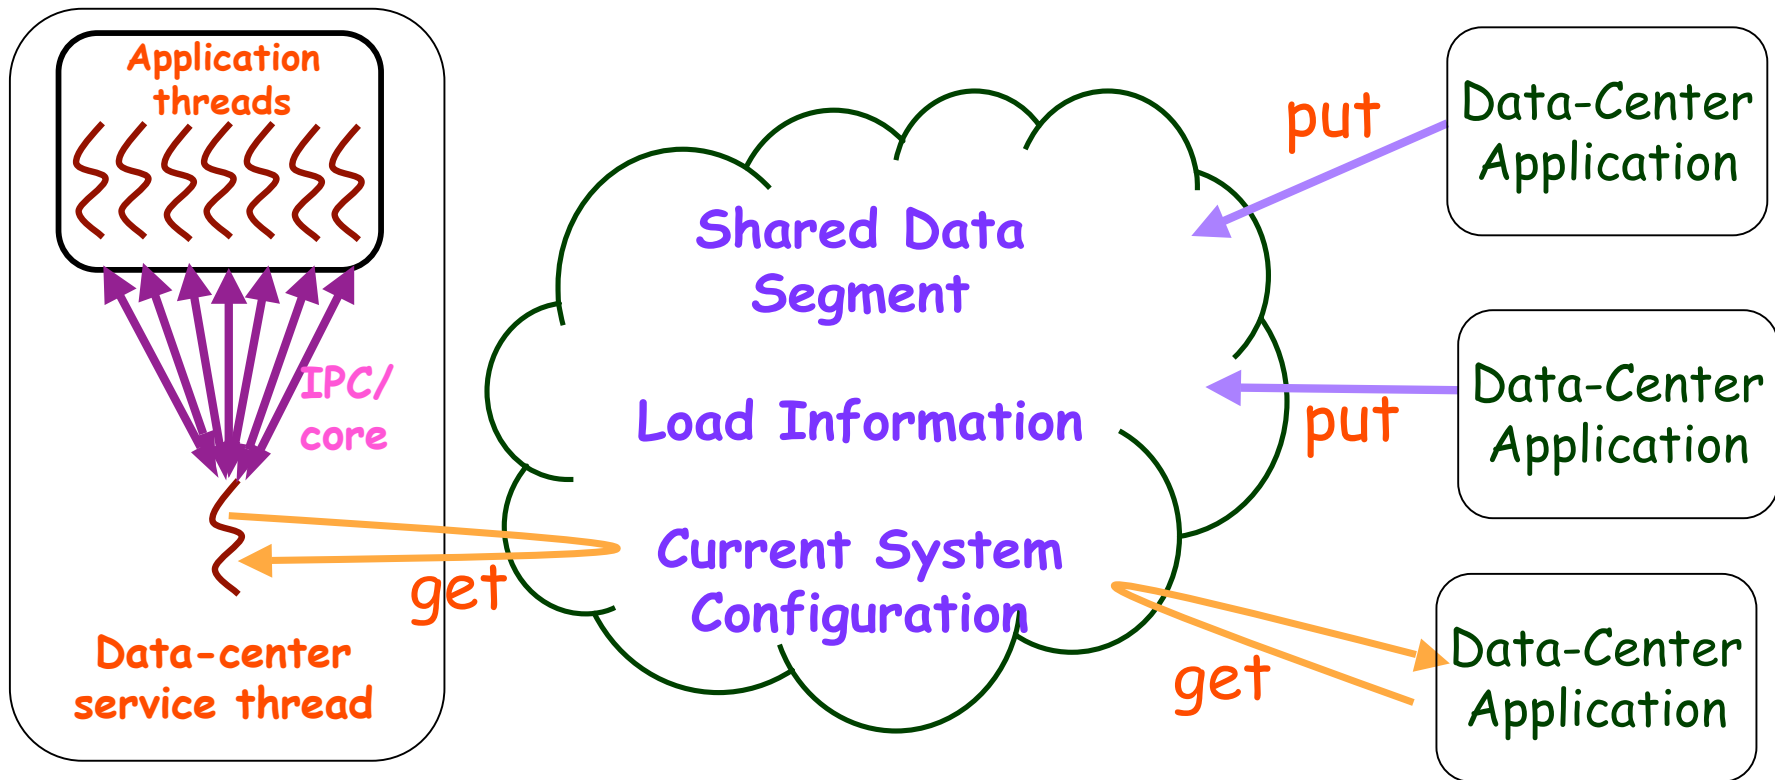 Application
threads
IPC/
core
Data-center
service thread
get
Shared Data
Segment
Load Information
Current System
Configuration
put
Data-Center
Application
put
Data-Center
Application
get
Data-Center
Application